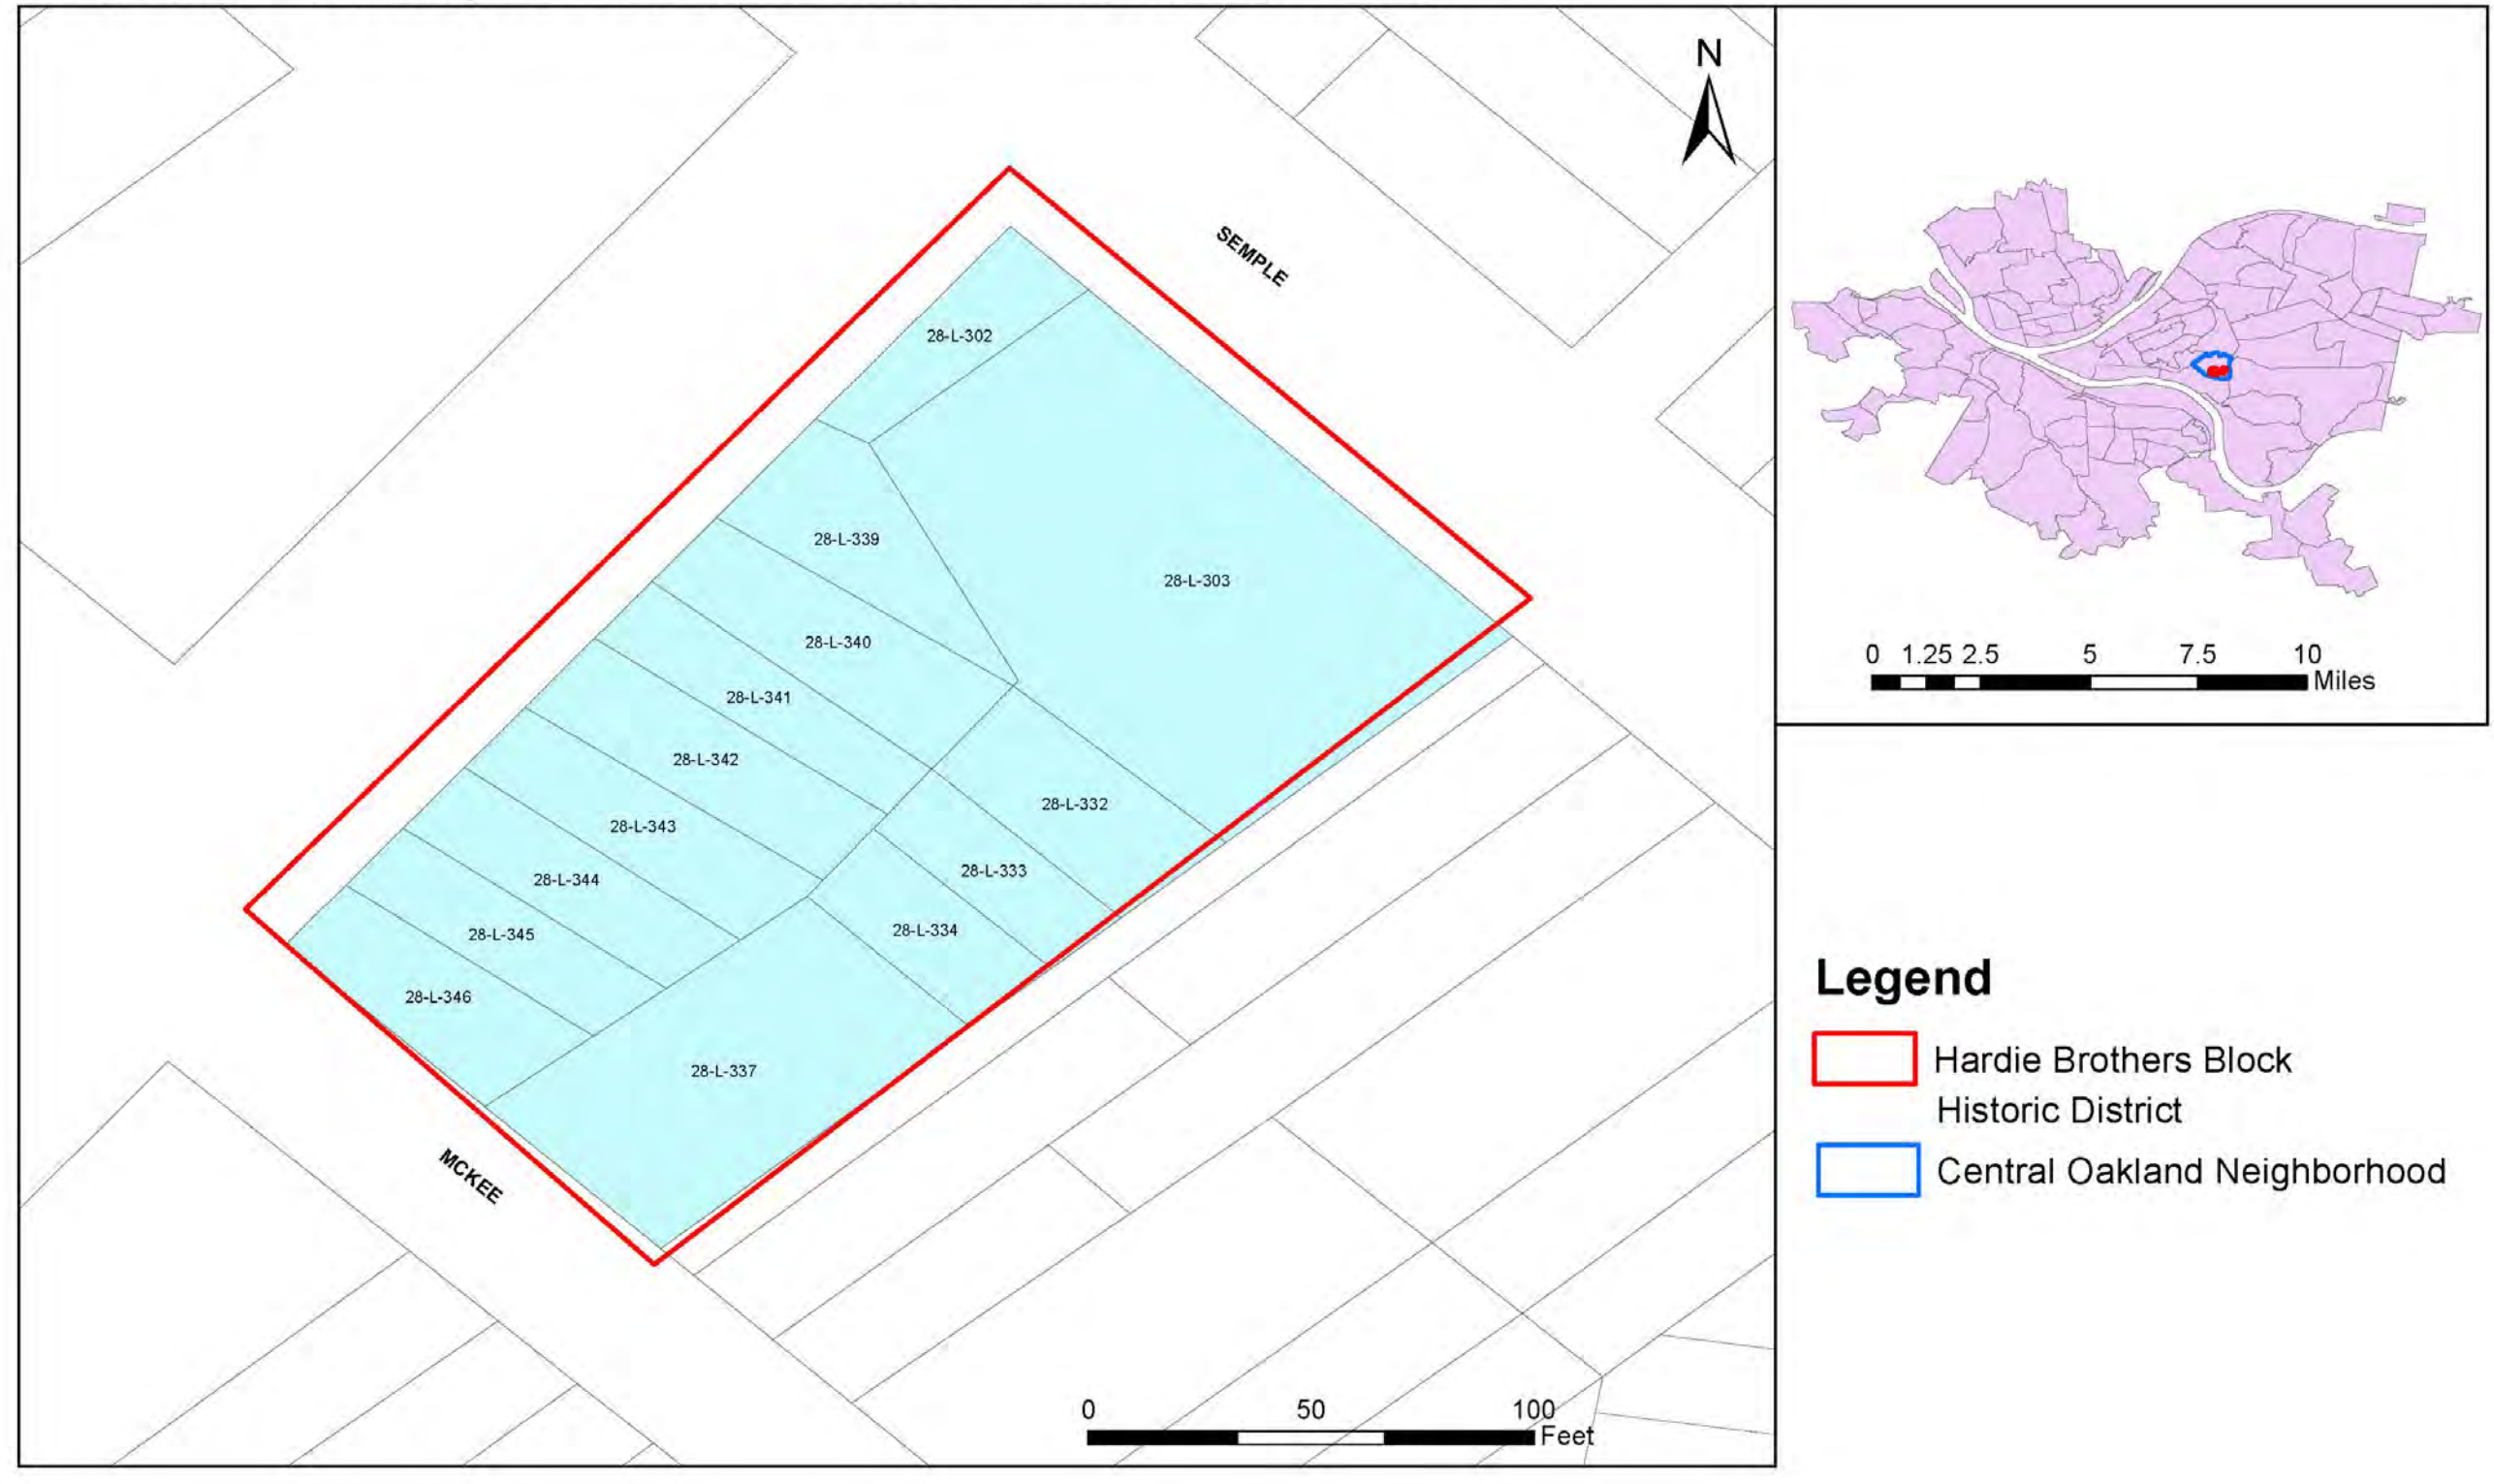 N
SEMPLE
28-L-302
28-L-339
28-L-303
28-L-340
28-L-341
28-L-342
28-L-332
28-L-343
28-L-333
28-L-344
28-L-334
28-L-345
28-L-346
28-L-337
MCKEE
0 50 100
Feet
0 1.25 2.5 5 7.5 10
Miles
Legend
Hardie Brothers Block
Historic District
Central Oakland Neighborhood